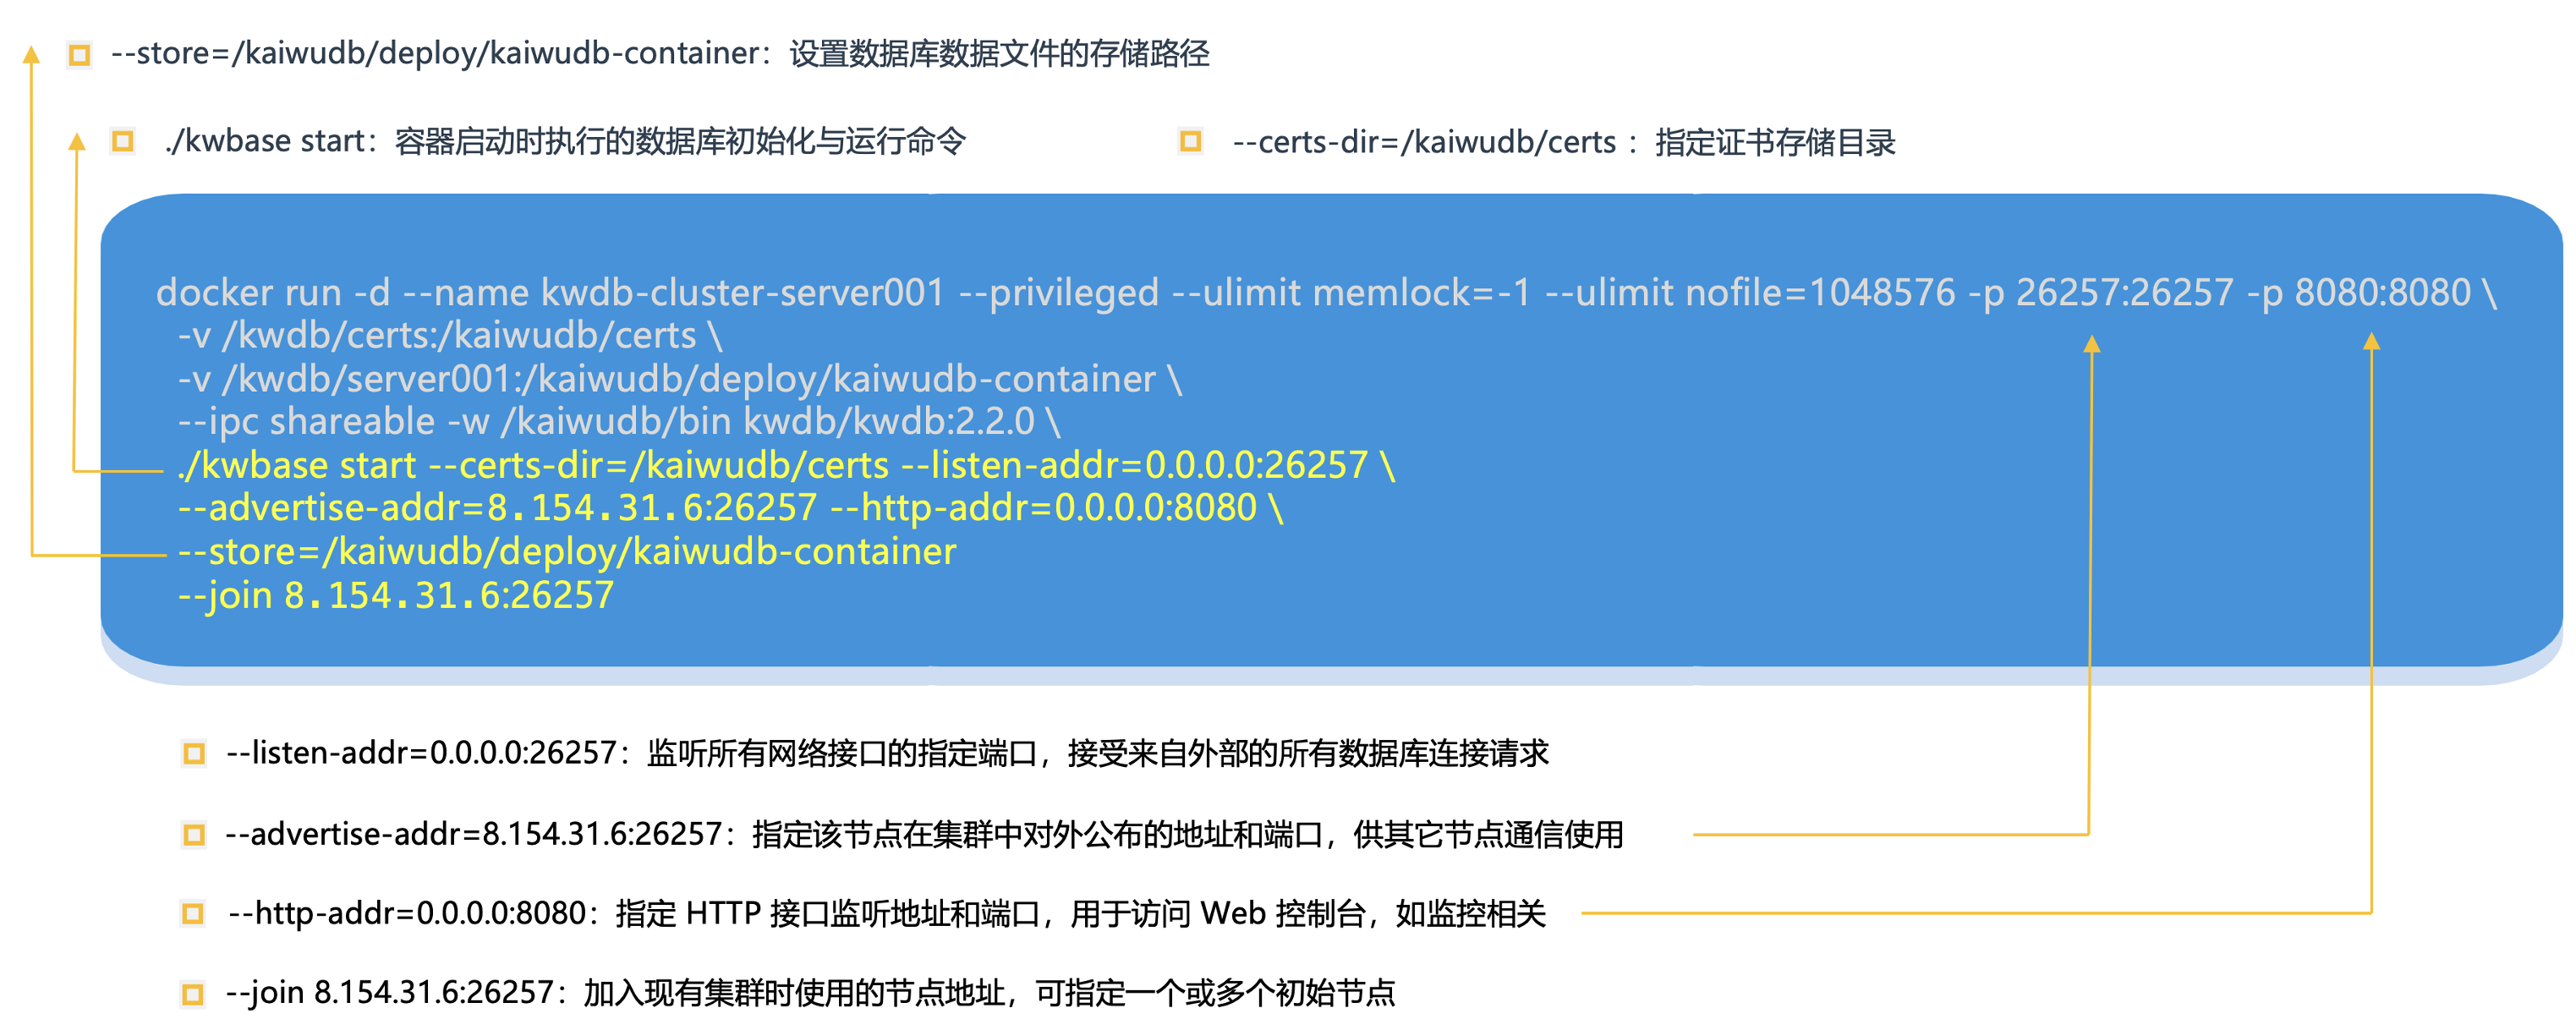 --store=/kaiwudb/deploy/kaiwudb-container：设置数据库数据文件的存储路径
./kwbase start：容器启动时执行的数据库初始化与运行命令
--certs-dir=/kaiwudb/certs ：指定证书存储目录
docker run -d --name kwdb-cluster-server001 --privileged --ulimit memlock=-1 --ulimit nofile=1048576 -p 26257:26257 -p 8080:8080 \
-v /kwdb/certs:/kaiwudb/certs \
-v /kwdb/server001:/kaiwudb/deploy/kaiwudb-container \
--ipc shareable -w /kaiwudb/bin kwdb/kwdb:2.2.0 \
./kwbase start --certs-dir=/kaiwudb/certs --listen-addr=0.0.0.0:26257 \
--advertise-addr=8.154.31.6:26257 --http-addr=0.0.0.0:8080 \
--store=/kaiwudb/deploy/kaiwudb-container
--join 8.154.31.6:26257
--listen-addr=0.0.0.0:26257：监听所有网络接口的指定端口，接受来自外部的所有数据库连接请求
--advertise-addr=8.154.31.6:26257：指定该节点在集群中对外公布的地址和端口，供其它节点通信使用
--http-addr=0.0.0.0:8080：指定 HTTP 接口监听地址和端口，用于访问 Web 控制台，如监控相关
--join 8.154.31.6:26257：加入现有集群时使用的节点地址，可指定一个或多个初始节点